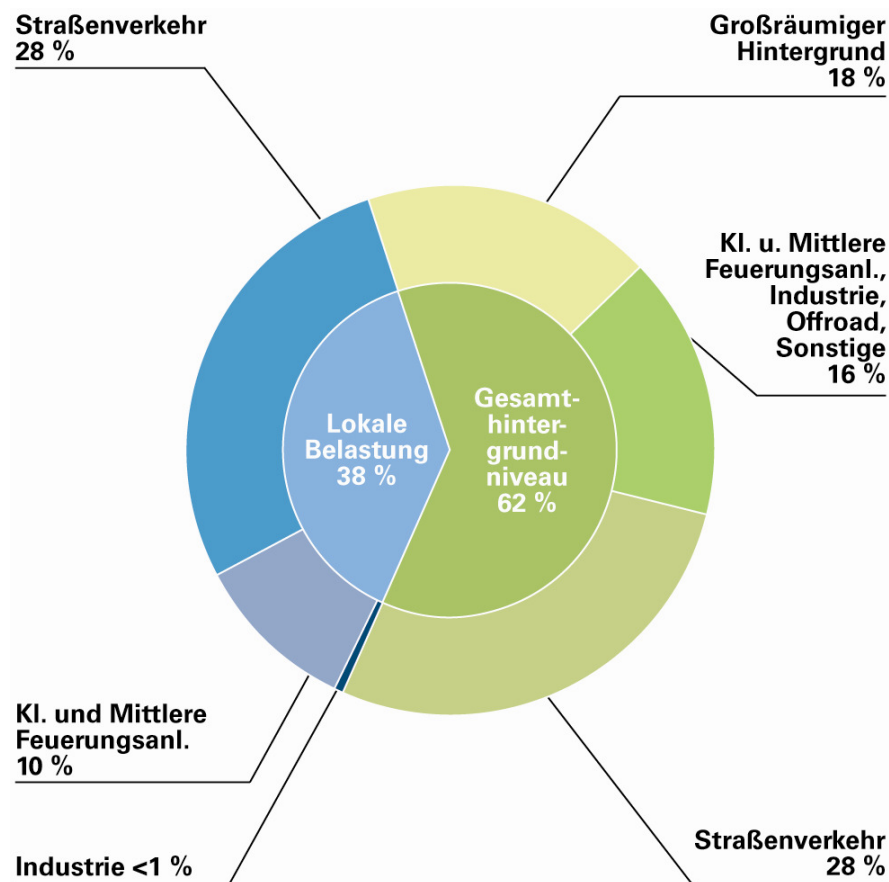 Straßenverkehr
28 %
Großräumiger
Hintergrund
18 %
Kl. u. Mittlere
Feuerungsanl.,
Industrie,
Offroad,
Sonstige
16 %
Lokale
Belastung
38 %
Gesamt-
hinter-
grund-
niveau
62 %
Kl. und Mittlere
Feuerungsanl.
10 %
Industrie <1 %
Straßenverkehr
28 %